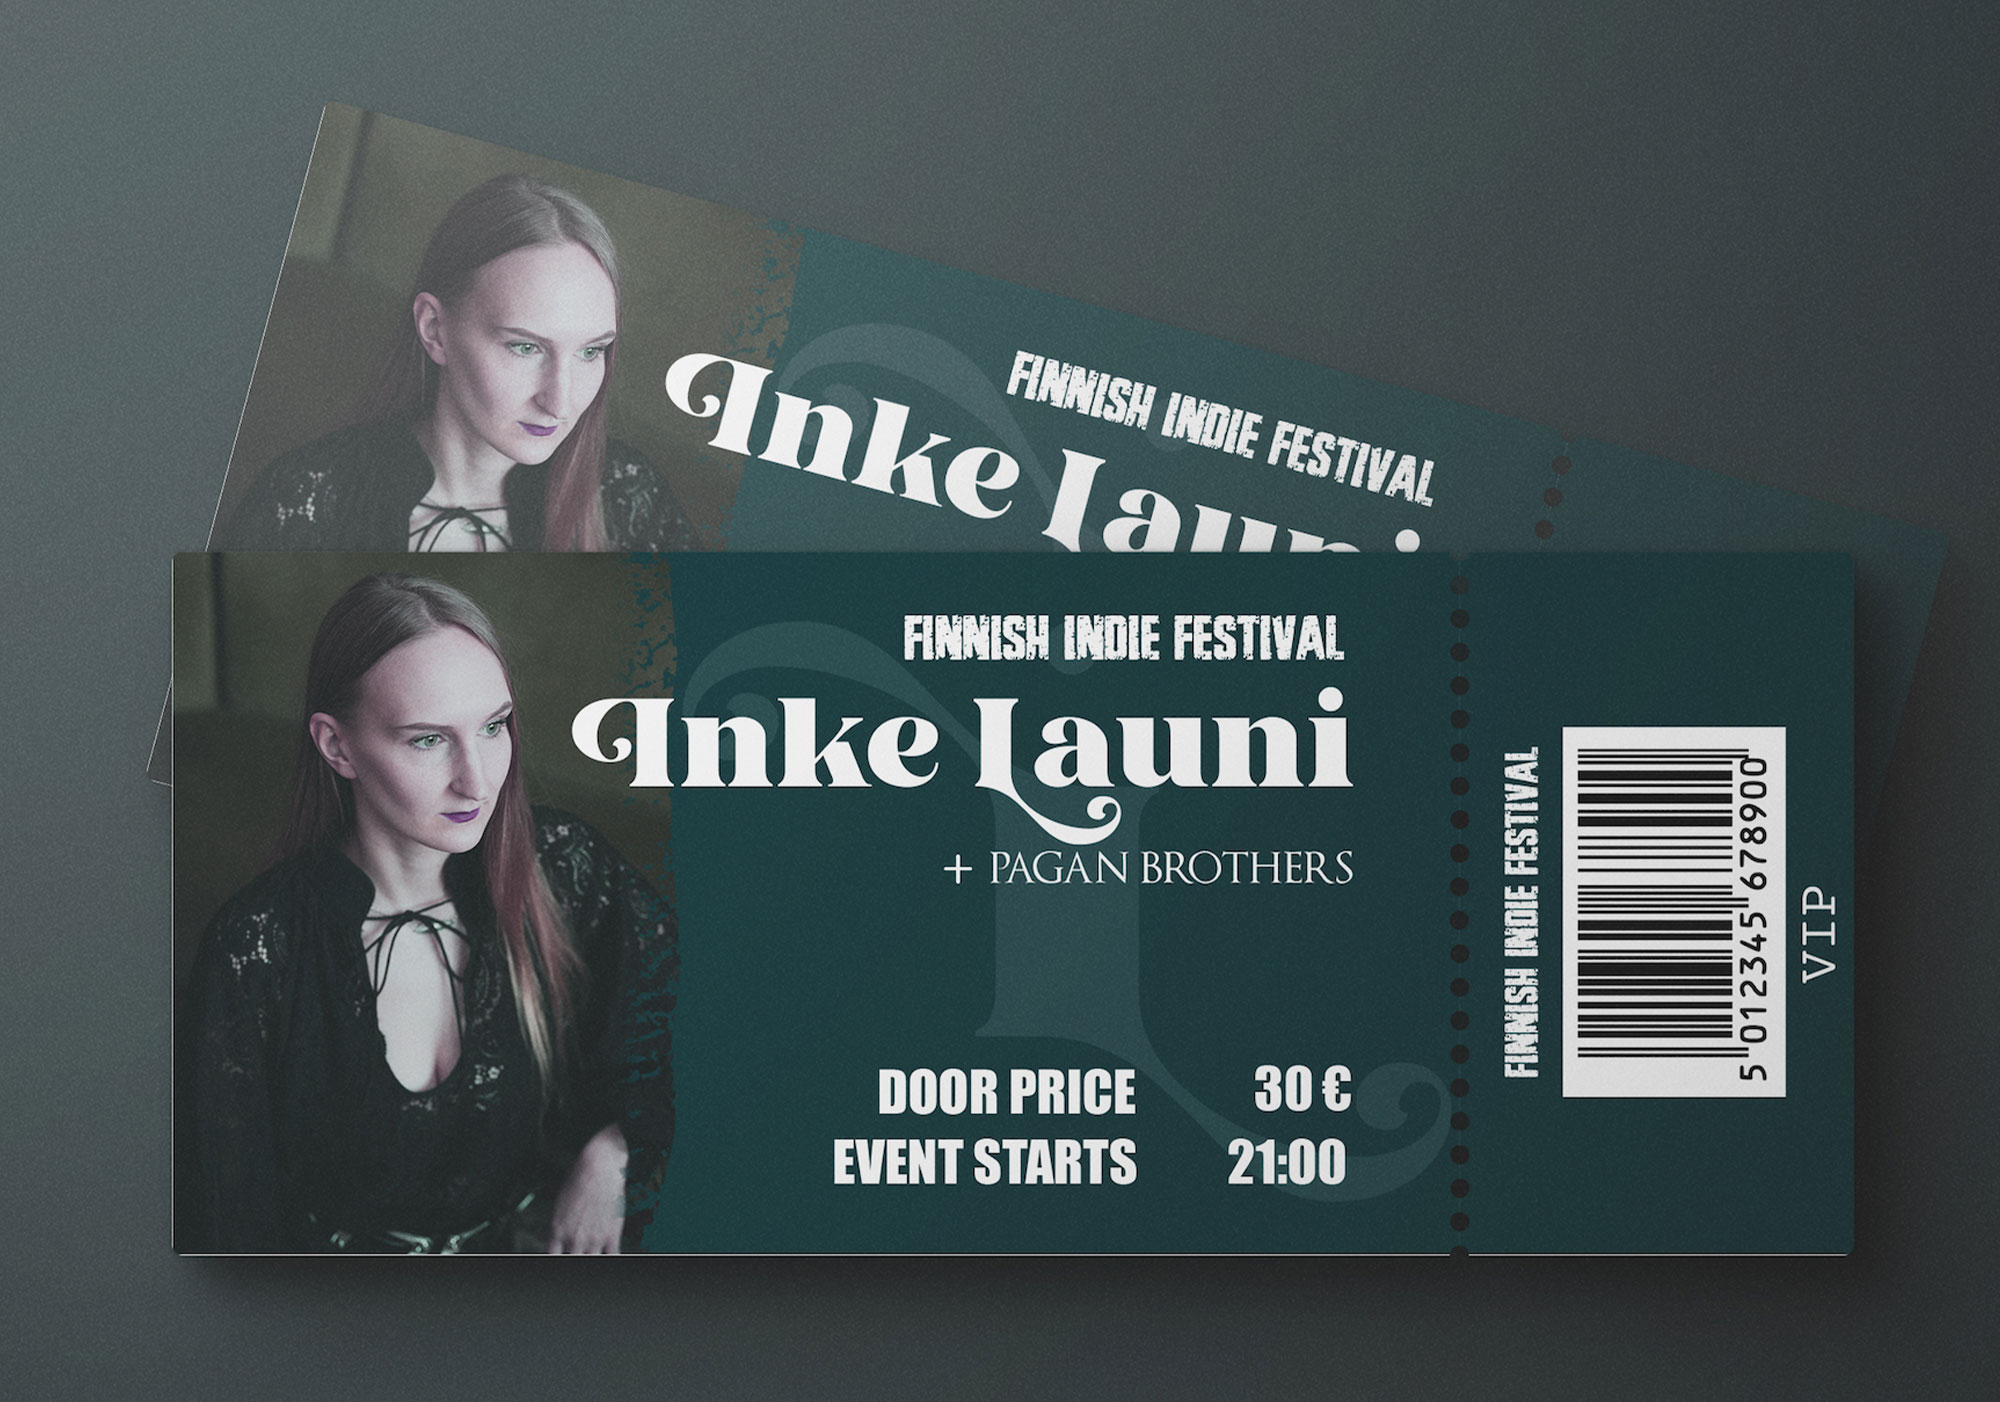 FINNISH INDIE FESTIVAL
Inke Launi
FINNISH INDIE FESTIVAL
Inke Launi
+ PAGAN BROTHERS
DOOR PRICE 30 €
EVENT STARTS 21:00
FINNISH INDIE FESTIVAL
5 012345 678900
VIP